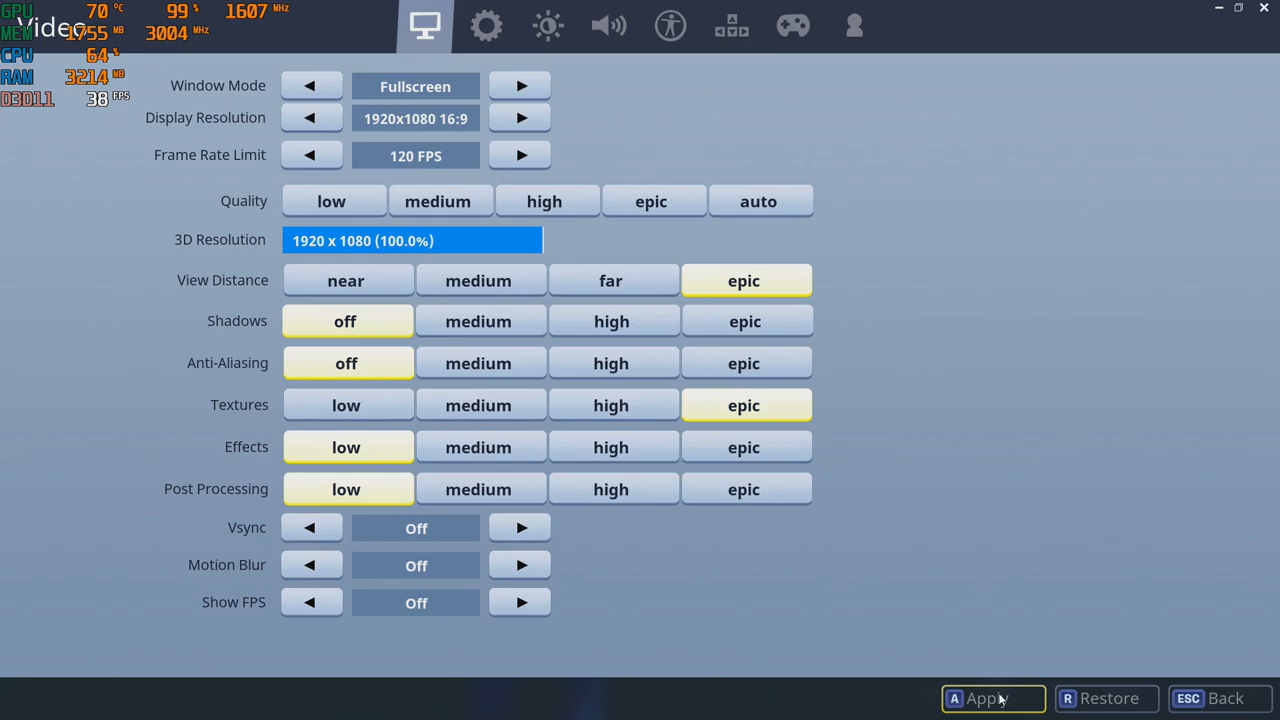 GPU 70 °C 99 % 1607 MHz
Video
MEM 1755 MB 3004 MHz
CPU 64 %
RAM 3214 MB
D3D11 38 FPS
Window Mode Fullscreen
Display Resolution 1920x1080 16:9
Frame Rate Limit 120 FPS
Quality low medium high epic auto
3D Resolution 1920 x 1080 (100.0%)
View Distance near medium far epic
Shadows off medium high epic
Anti-Aliasing off medium high epic
Textures low medium high epic
Effects low medium high epic
Post Processing low medium high epic
Vsync Off
Motion Blur Off
Show FPS Off
A Apply R Restore ESC Back